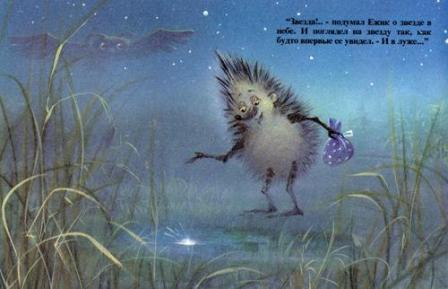 "Звезда!.. - подумал Ежик о звезде в
небе. И поглядел на звезду так, как
будто впервые ее увидел. - И в луже..."